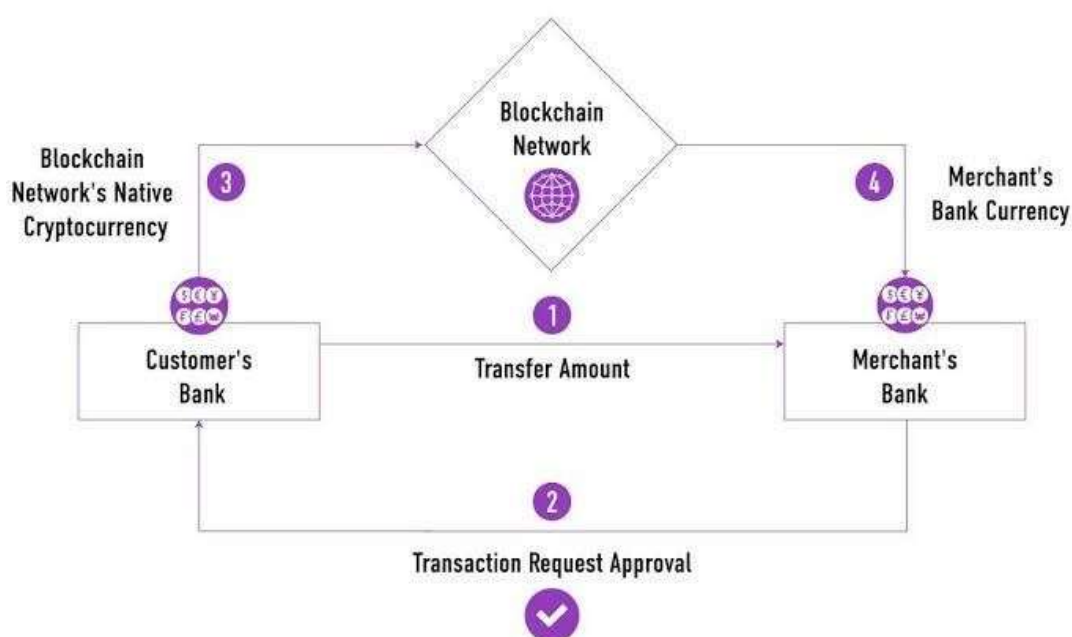 Blockchain
Network
Blockchain
Network's Native
Cryptocurrency
3
4
Merchant's
Bank Currency
$ € ¥
₣ £ ₩
$ € ¥
₣ £ ₩
1
Customer's
Bank
Transfer Amount
Merchant's
Bank
2
Transaction Request Approval